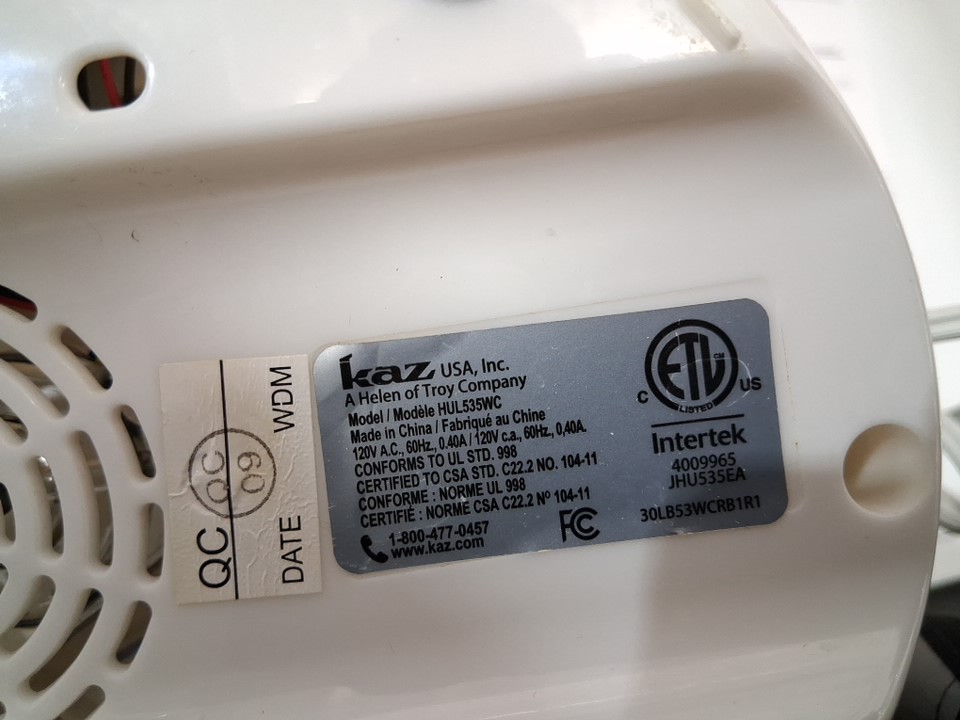 kaz USA, Inc.
A Helen of Troy Company
Model / Modèle HUL535WC
Made in China / Fabriqué au Chine
120V A.C., 60Hz, 0.40A / 120V c.a., 60Hz, 0,40A.
CONFORMS TO UL STD. 998
CERTIFIED TO CSA STD. C22.2 NO. 104-11
CONFORME : NORME UL 998
CERTIFIÉ : NORME CSA C22.2 Nº 104-11
1-800-477-0457
www.kaz.com
FC
ETL CM
C US
LISTED
Intertek
4009965
JHU535EA
30LB53WCRB1R1
QC
QC
09
DATE WDM